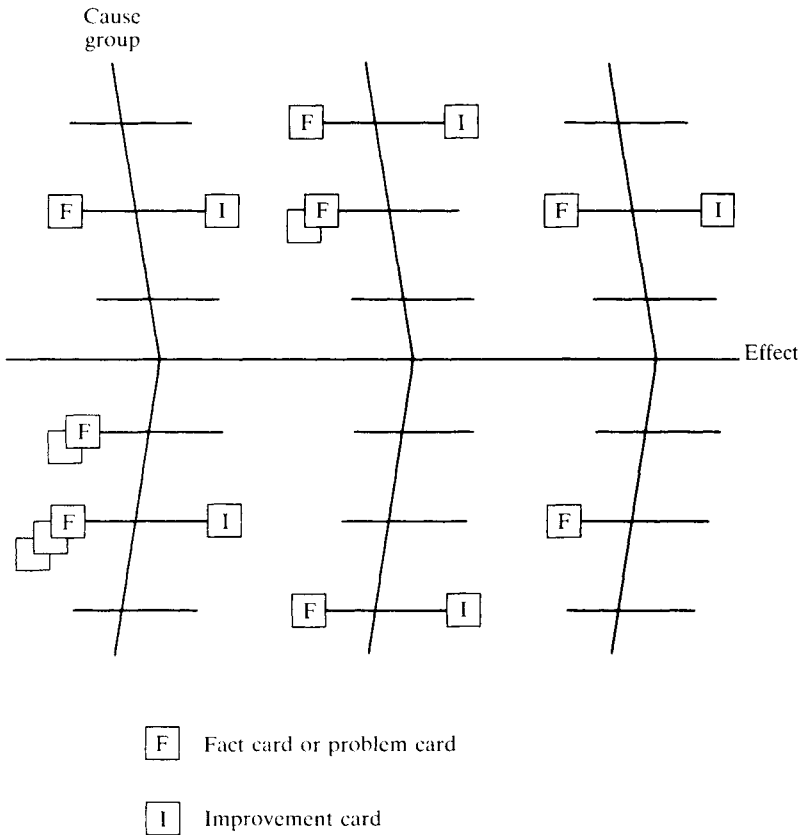 Cause
group
F I
F I
F I
F
F I
Effect
F
F I
F
F I
F Fact card or problem card
I Improvement card